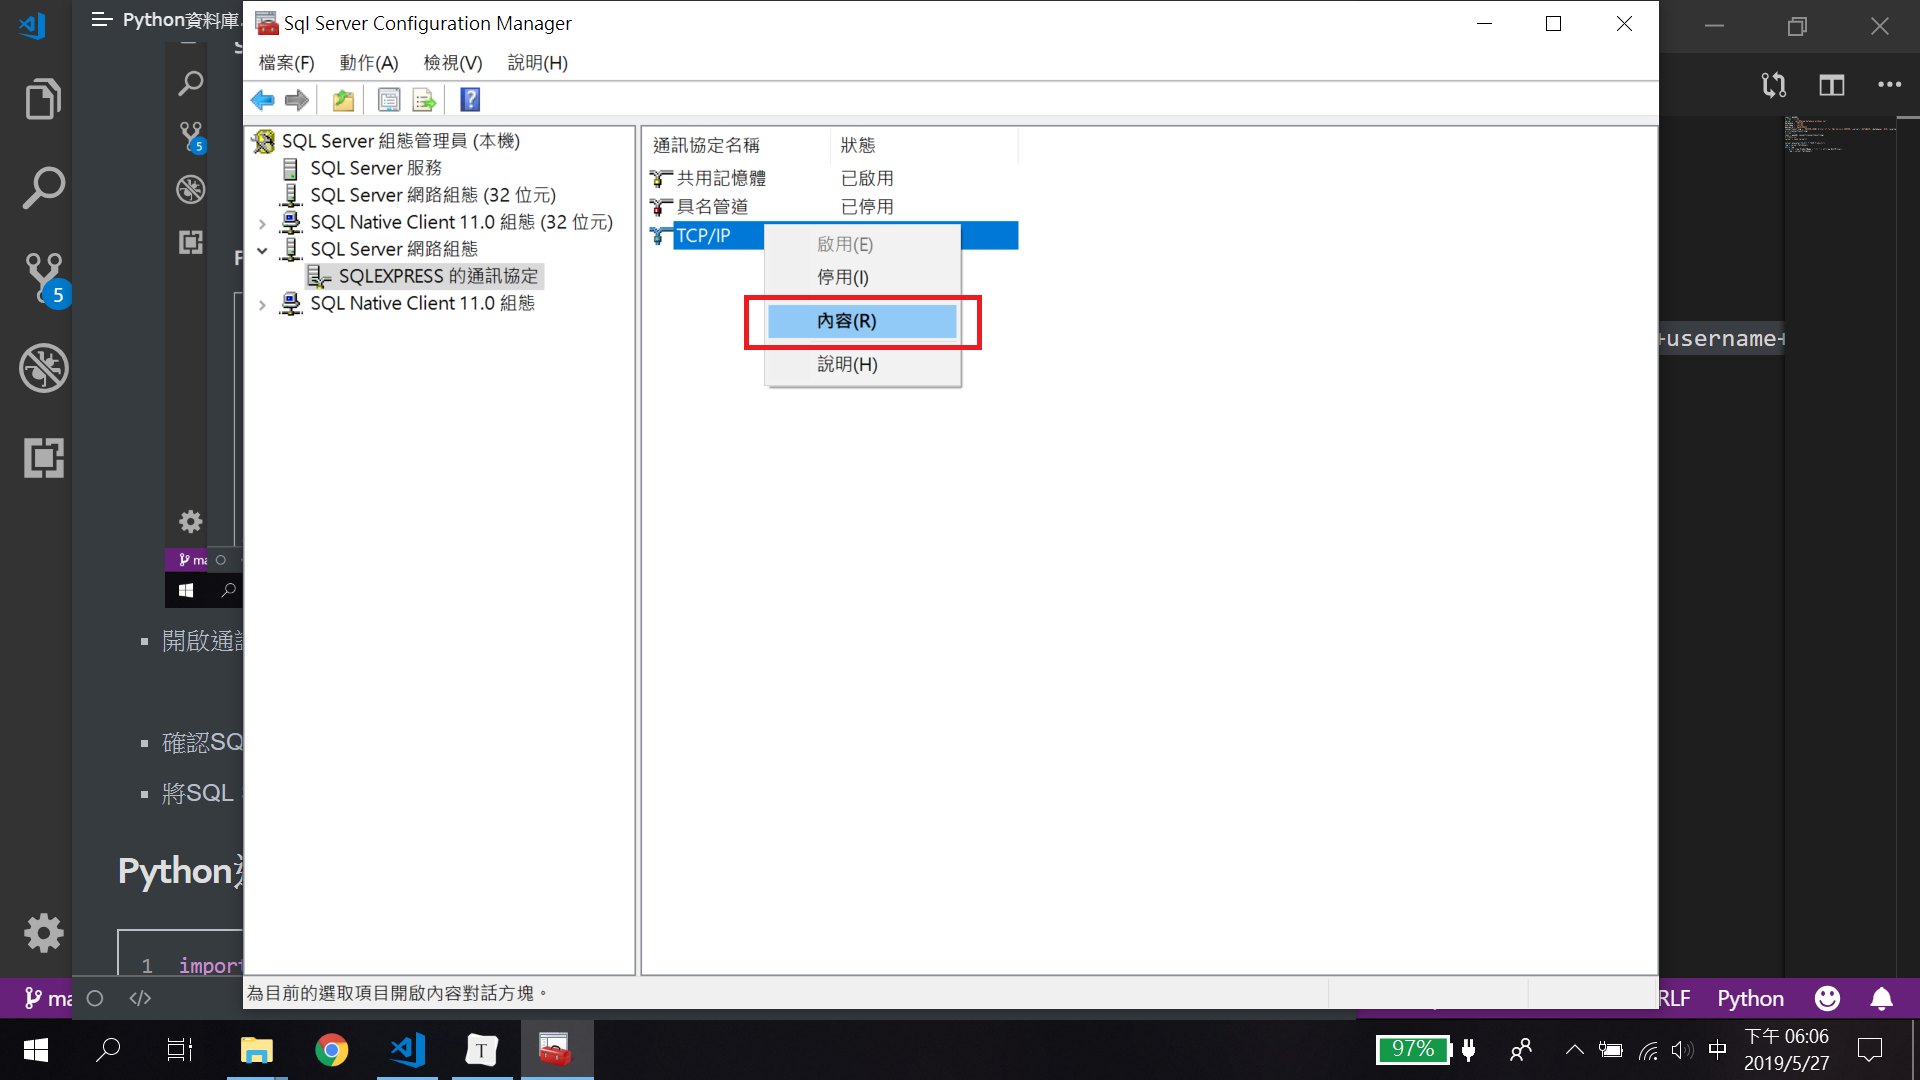 Python資料庫.
Sql Server Configuration Manager
檔案(F) 動作(A) 檢視(V) 說明(H)
SQL Server 組態管理員 (本機)
SQL Server 服務
SQL Server 網路組態 (32 位元)
SQL Native Client 11.0 組態 (32 位元)
SQL Server 網路組態
SQLEXPRESS 的通訊協定
SQL Native Client 11.0 組態
通訊協定名稱 狀態
共用記憶體 已啟用
具名管道 已停用
TCP/IP
啟用(E)
停用(I)
內容(R)
說明(H)
+username+
5
5
ma
開啟通
確認SQ
將SQL
Python
1 import
為目前的選取項目開啟內容對話方塊。
ma
RLF Python
97%
中
下午 06:06
2019/5/27
T